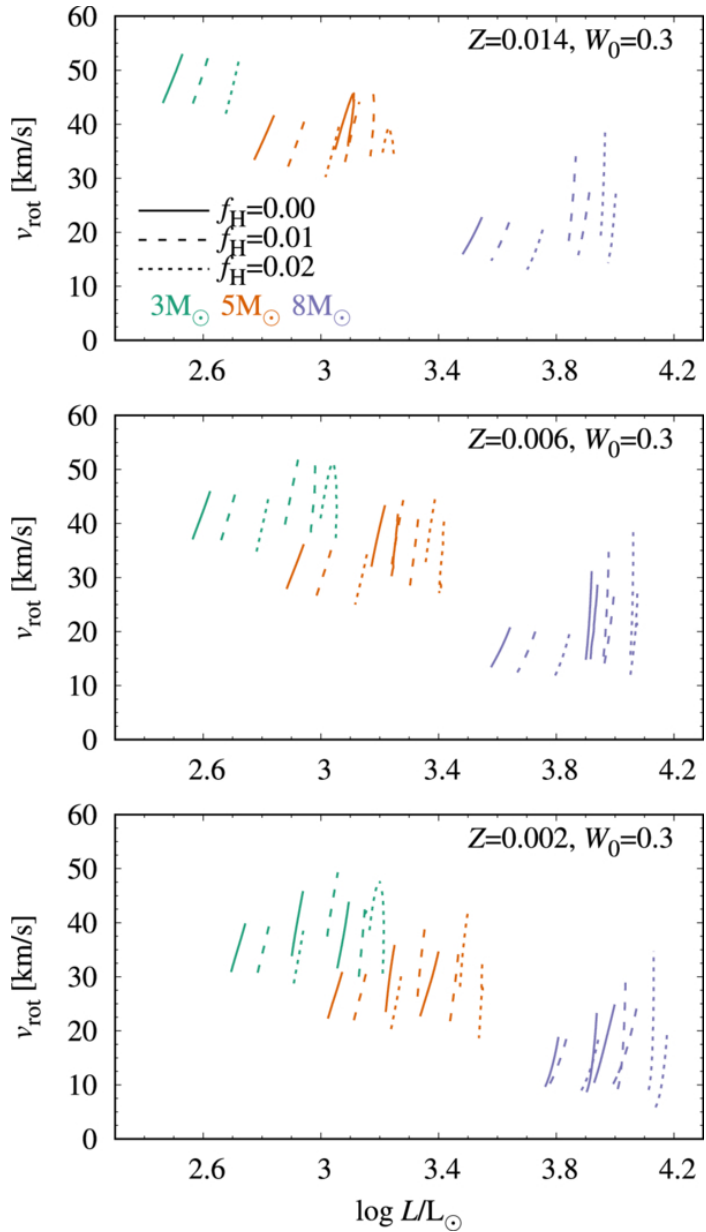 60
50
40
30
20
10
0
v_rot [km/s]
Z=0.014, W_0=0.3
f_H=0.00
f_H=0.01
f_H=0.02
3M_⊙ 5M_⊙ 8M_⊙
2.6 3 3.4 3.8 4.2
60
50
40
30
20
10
0
v_rot [km/s]
Z=0.006, W_0=0.3
2.6 3 3.4 3.8 4.2
60
50
40
30
20
10
0
v_rot [km/s]
Z=0.002, W_0=0.3
2.6 3 3.4 3.8 4.2
log L/L_⊙